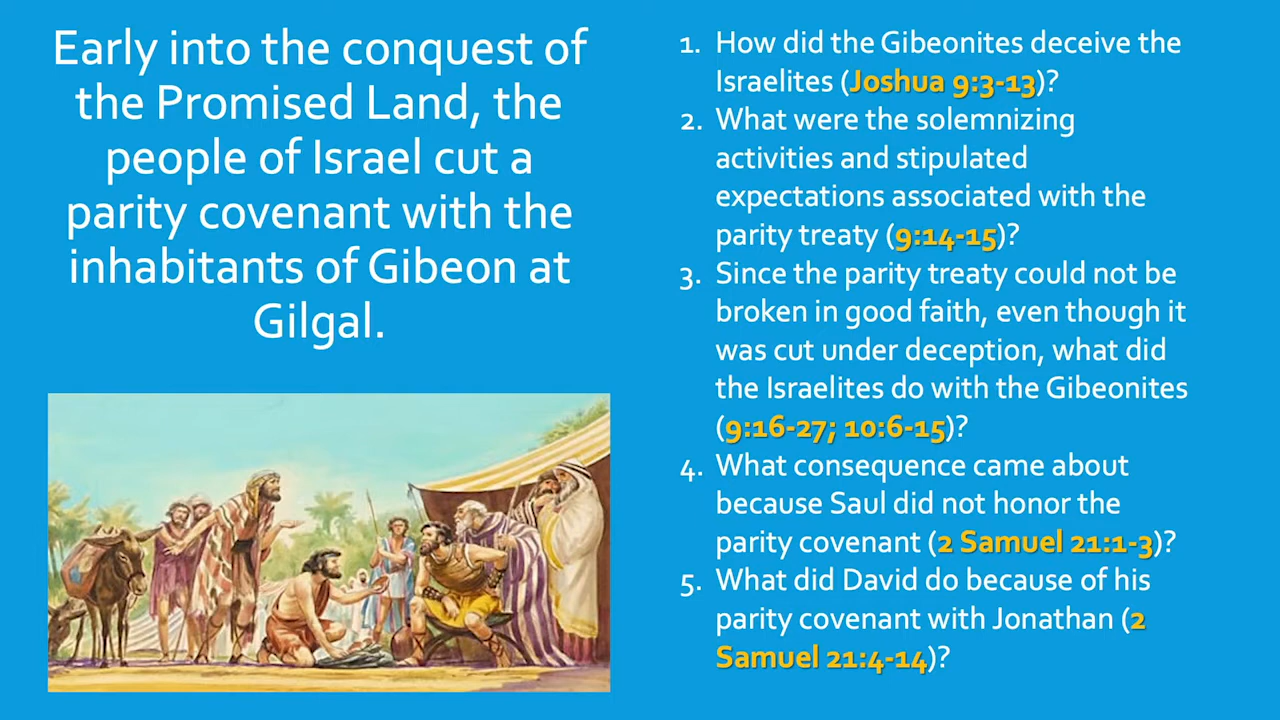 Early into the conquest of
the Promised Land, the
people of Israel cut a
parity covenant with the
inhabitants of Gibeon at
Gilgal.
1. How did the Gibeonites deceive the
Israelites (Joshua 9:3-13)?
2. What were the solemnizing
activities and stipulated
expectations associated with the
parity treaty (9:14-15)?
3. Since the parity treaty could not be
broken in good faith, even though it
was cut under deception, what did
the Israelites do with the Gibeonites
(9:16-27; 10:6-15)?
4. What consequence came about
because Saul did not honor the
parity covenant (2 Samuel 21:1-3)?
5. What did David do because of his
parity covenant with Jonathan (2
Samuel 21:4-14)?